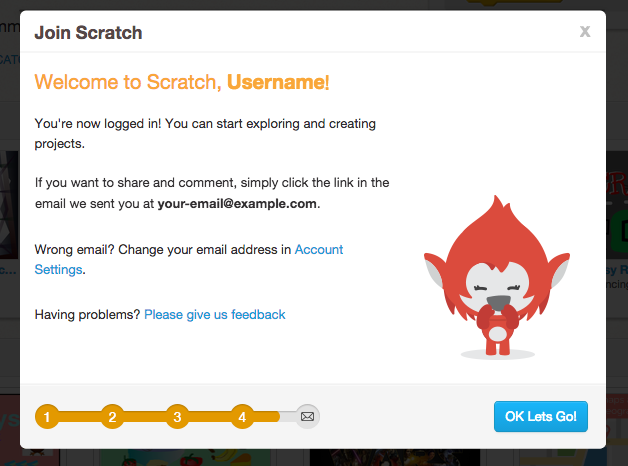 Join Scratch
x
Welcome to Scratch, Username!
You're now logged in! You can start exploring and creating
projects.
If you want to share and comment, simply click the link in the
email we sent you at your-email@example.com.
Wrong email? Change your email address in Account
Settings.
Having problems? Please give us feedback
1 2 3 4
OK Lets Go!